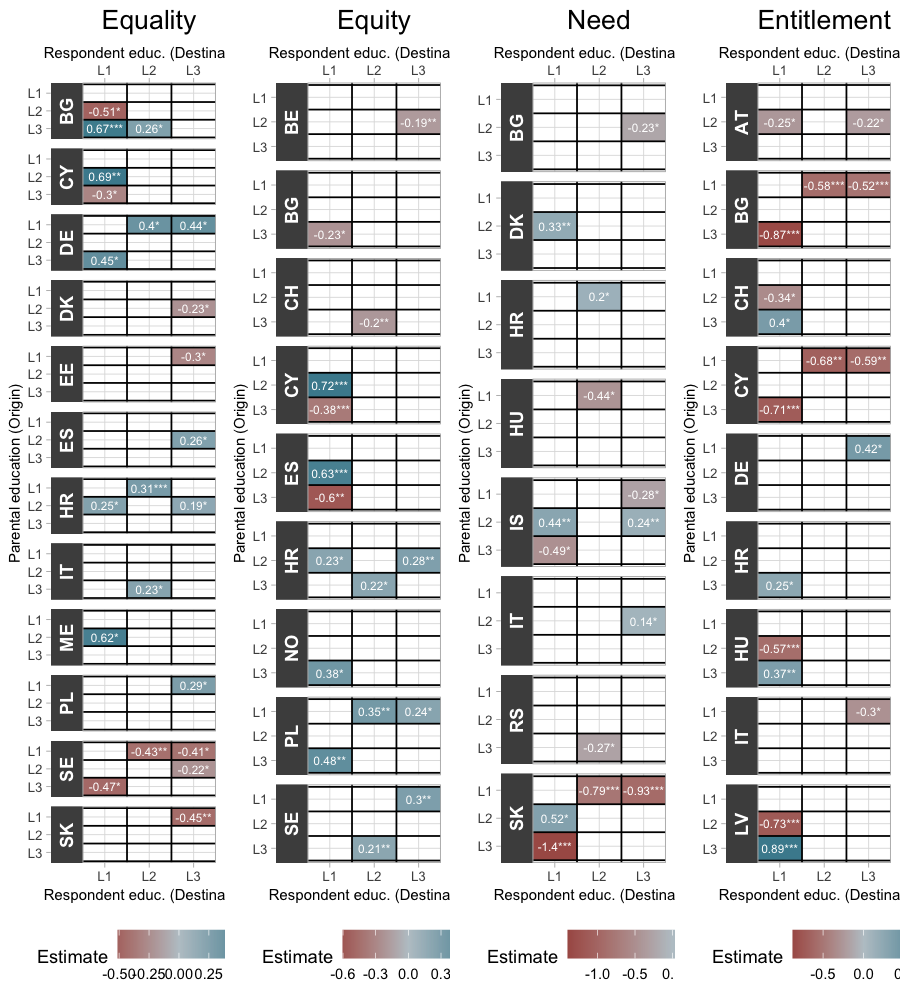 Equality
Respondent educ. (Destina
L1 L2 L3
Parental education (Origin)
BG
L1
L2 -0.51*
L3 0.67*** 0.26*
CY
L1
L2 0.69**
L3 -0.3*
DE
L1 0.4* 0.44*
L2
L3 0.45*
DK
L1
L2 -0.23*
L3
EE
L1 -0.3*
L2
L3
ES
L1
L2 0.26*
L3
HR
L1 0.31***
L2 0.25* 0.19*
L3
IT
L1
L2
L3 0.23*
ME
L1
L2 0.62*
L3
PL
L1 0.29*
L2
L3
SE
L1 -0.43** -0.41*
L2 -0.22*
L3 -0.47*
SK
L1 -0.45**
L2
L3
L1 L2 L3
Respondent educ. (Destina
Estimate
-0.50 -0.25 0.00 0.25
Equity
Respondent educ. (Destina
L1 L2 L3
Parental education (Origin)
BE
L1
L2 -0.19**
L3
BG
L1
L2
L3 -0.23*
CH
L1
L2
L3 -0.2**
CY
L1
L2 0.72***
L3 -0.38***
ES
L1
L2 0.63***
L3 -0.6**
HR
L1
L2 0.23* 0.28**
L3 0.22*
NO
L1
L2
L3 0.38*
PL
L1 0.35** 0.24*
L2
L3 0.48**
SE
L1 0.3**
L2
L3 0.21**
L1 L2 L3
Respondent educ. (Destina
Estimate
-0.6 -0.3 0.0 0.3
Need
Respondent educ. (Destina
L1 L2 L3
Parental education (Origin)
BG
L1
L2 -0.23*
L3
DK
L1
L2 0.33**
L3
HR
L1 0.2*
L2
L3
HU
L1 -0.44*
L2
L3
IS
L1 -0.28*
L2 0.44** 0.24**
L3 -0.49*
IT
L1
L2 0.14*
L3
RS
L1
L2
L3 -0.27*
SK
L1 -0.79*** -0.93***
L2 0.52*
L3 -1.4***
L1 L2 L3
Respondent educ. (Destina
Estimate
-1.0 -0.5 0.
Entitlement
Respondent educ. (Destina
L1 L2 L3
Parental education (Origin)
AT
L1
L2 -0.25* -0.22*
L3
BG
L1 -0.58*** -0.52***
L2
L3 -0.87***
CH
L1
L2 -0.34*
L3 0.4*
CY
L1 -0.68** -0.59**
L2
L3 -0.71***
DE
L1 0.42*
L2
L3
HR
L1
L2
L3 0.25*
HU
L1
L2 -0.57***
L3 0.37**
IT
L1 -0.3*
L2
L3
LV
L1
L2 -0.73***
L3 0.89***
L1 L2 L3
Respondent educ. (Destina
Estimate
-0.5 0.0